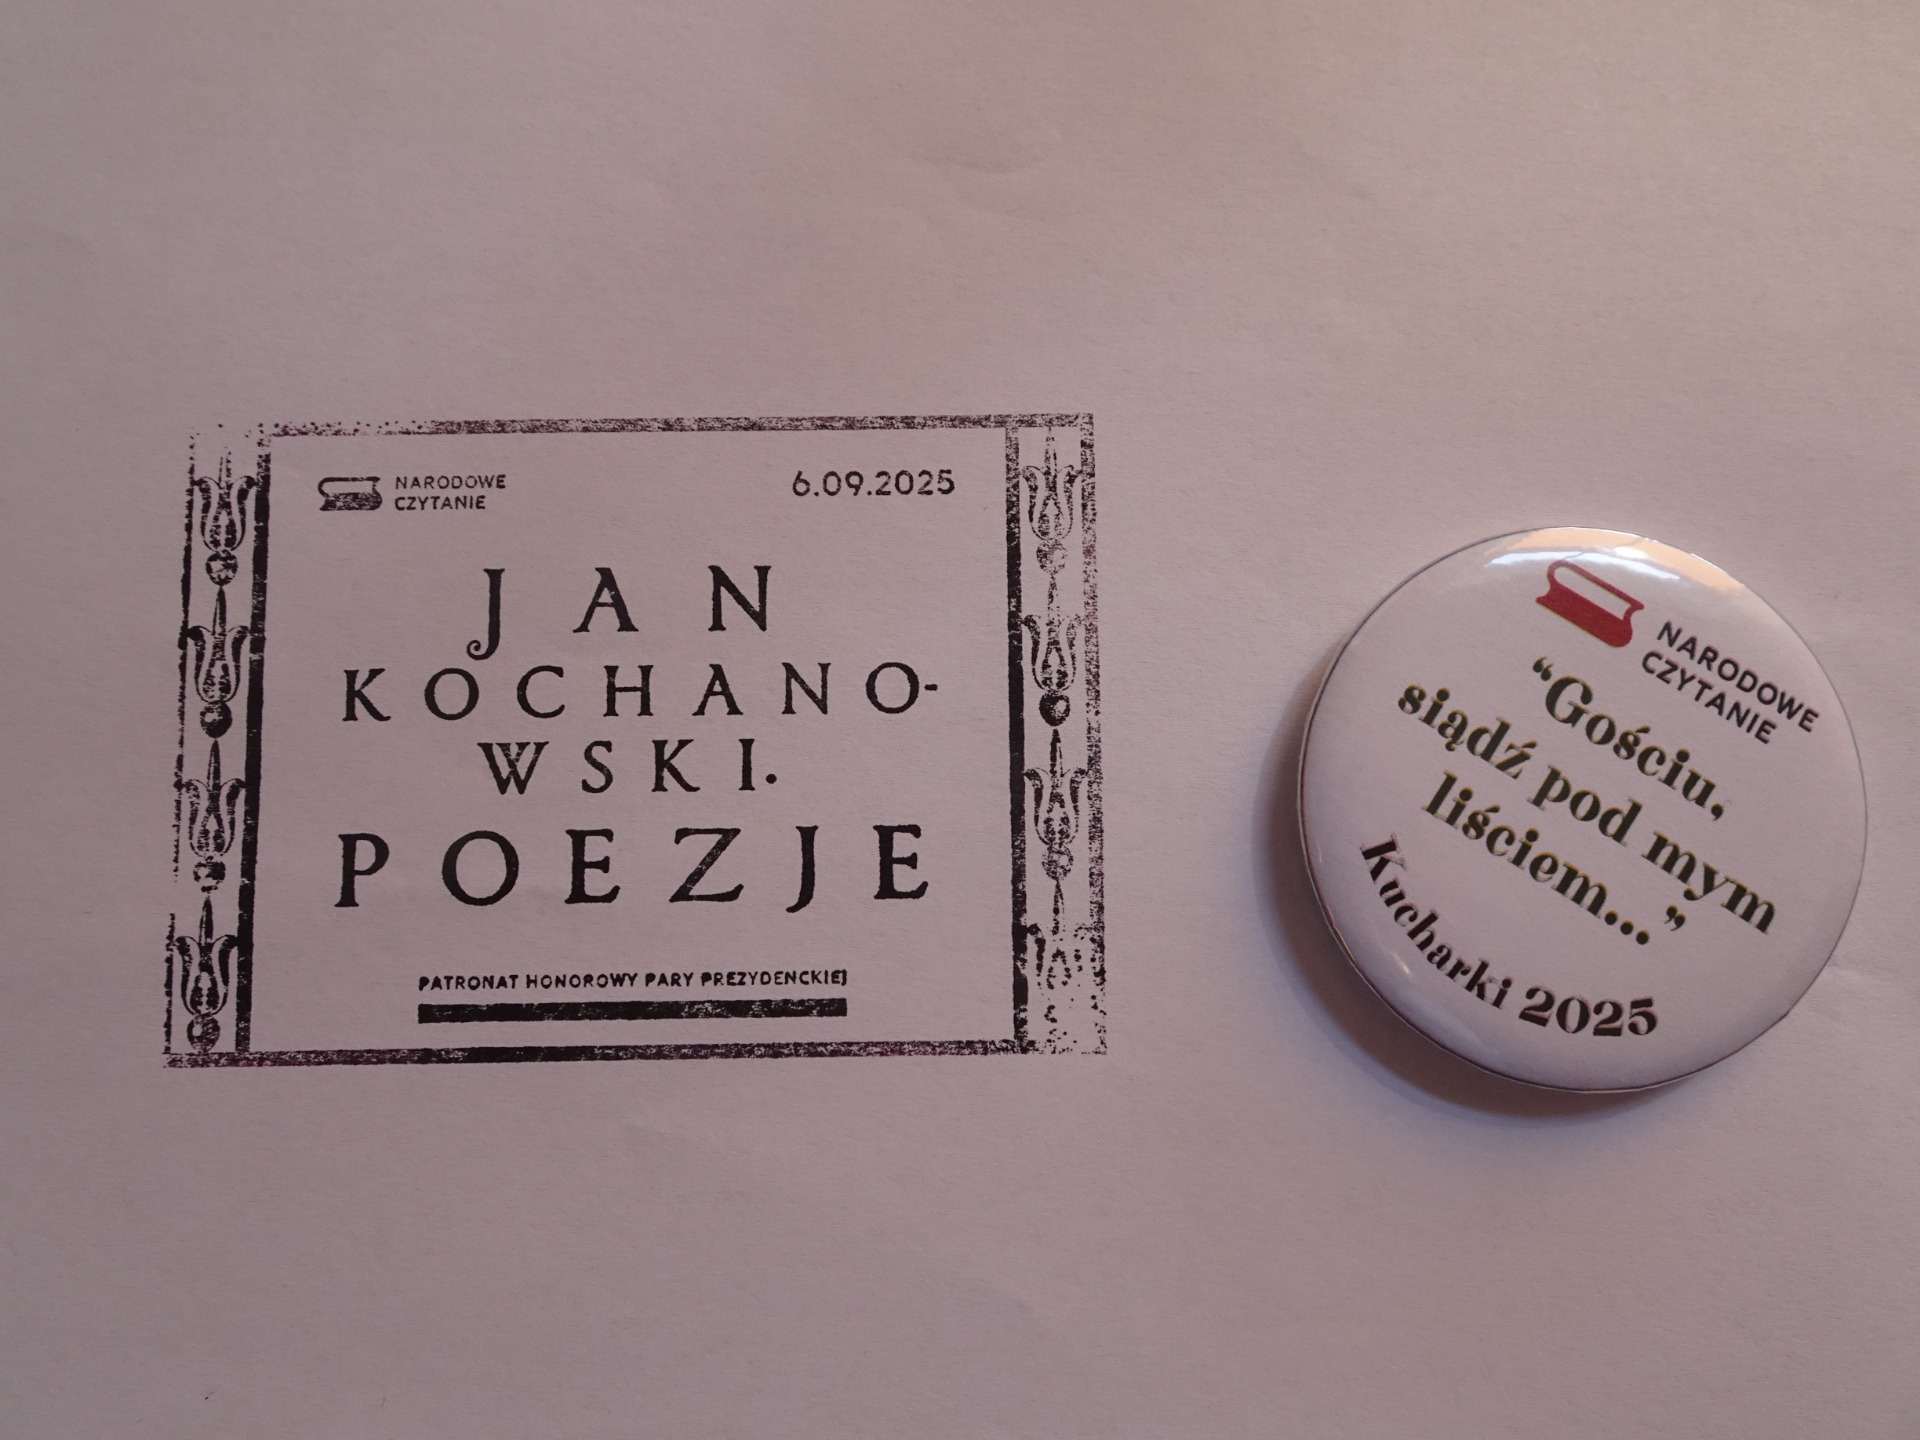 NARODOWE
CZYTANIE
6.09.2025
JAN
KOCHANO-
WSKI.
POEZJE
PATRONAT HONOROWY PARY PREZYDENCKIEJ
NARODOWE
CZYTANIE
“Gościu,
siądź pod mym
liściem...”
Kucharki 2025